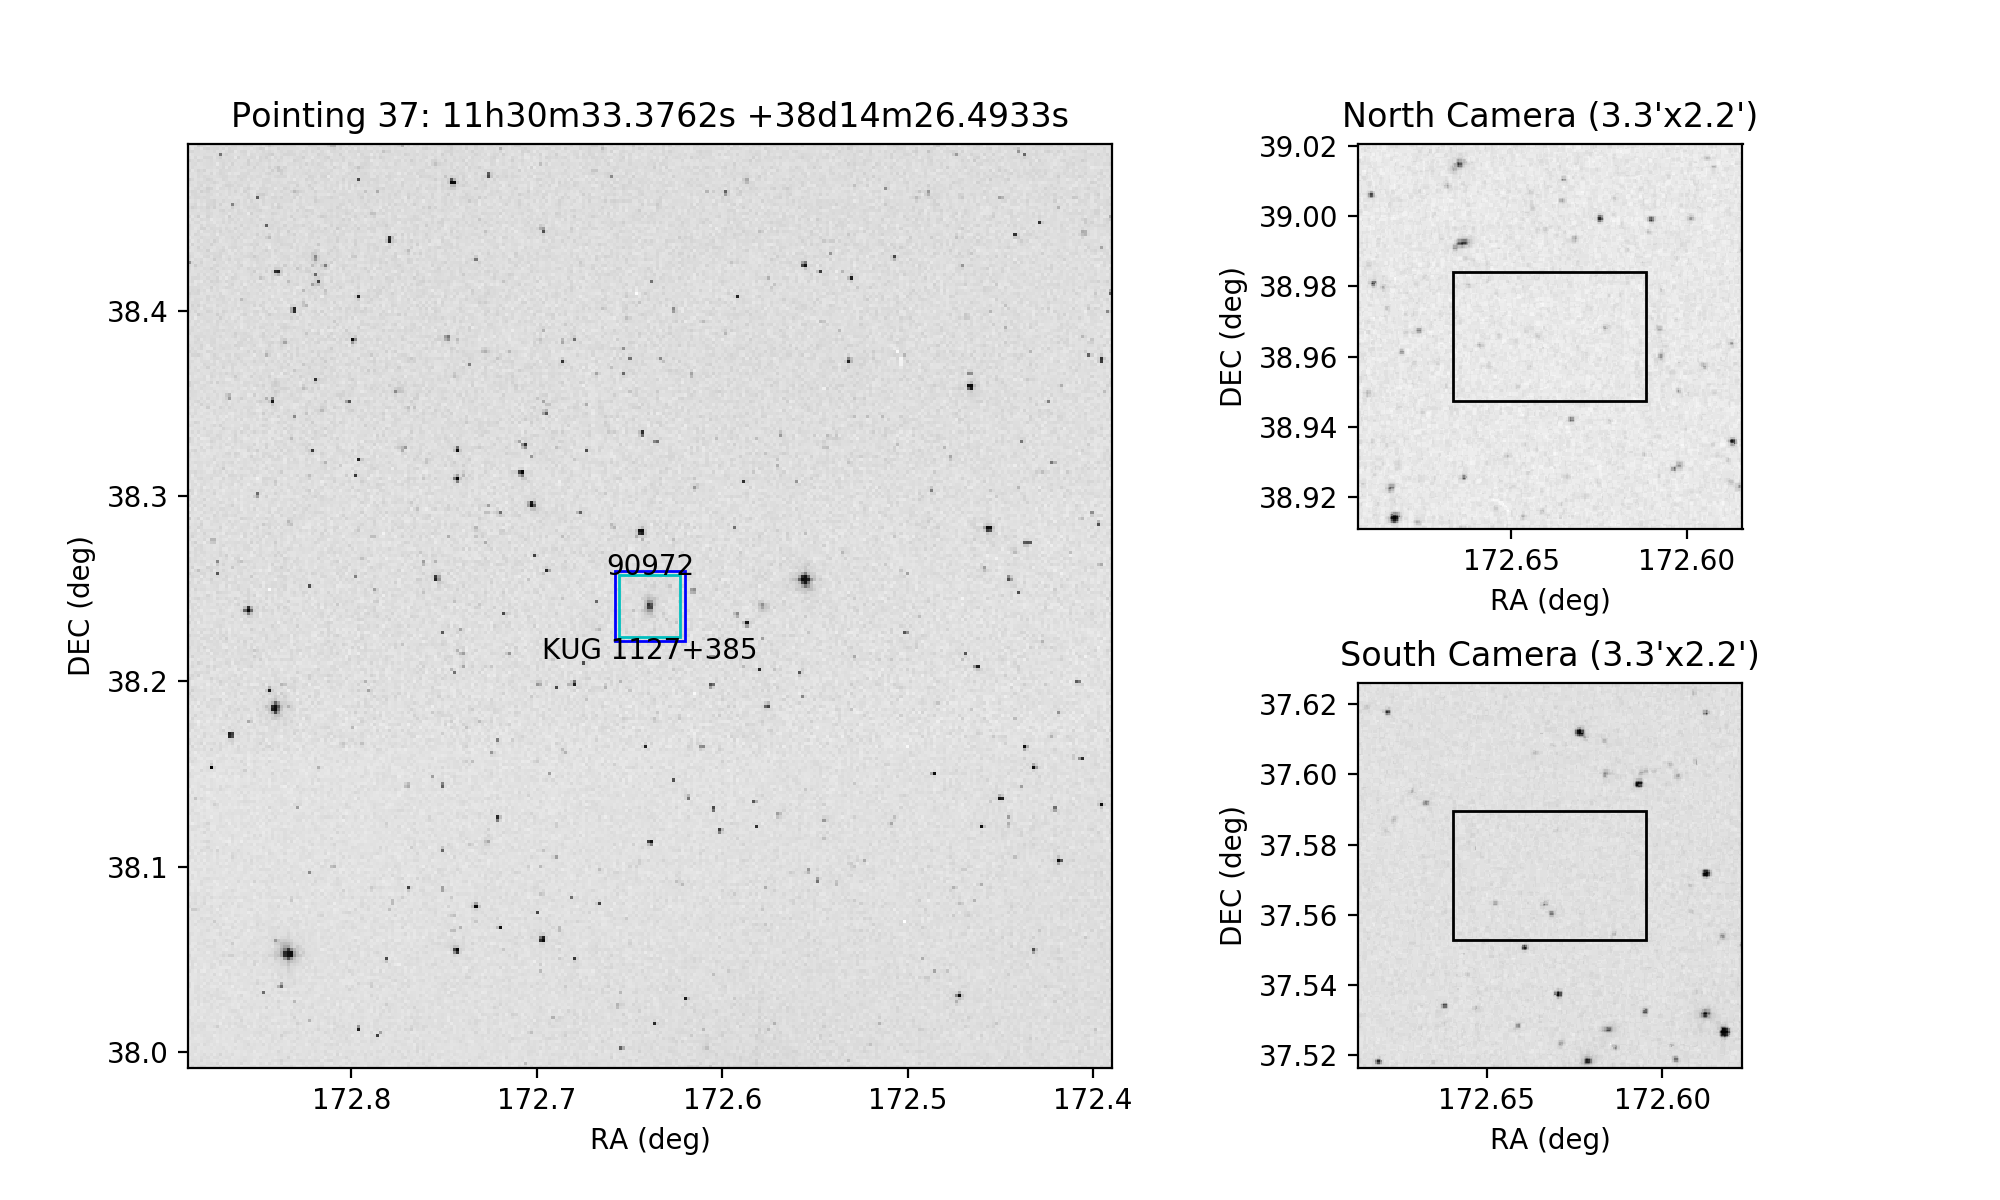 Pointing 37: 11h30m33.3762s +38d14m26.4933s
DEC (deg)
38.4
38.3
38.2
38.1
38.0
90972
KUG 1127+385
172.8 172.7 172.6 172.5 172.4
RA (deg)
North Camera (3.3'x2.2')
DEC (deg)
39.02
39.00
38.98
38.96
38.94
38.92
172.65 172.60
RA (deg)
South Camera (3.3'x2.2')
DEC (deg)
37.62
37.60
37.58
37.56
37.54
37.52
172.65 172.60
RA (deg)